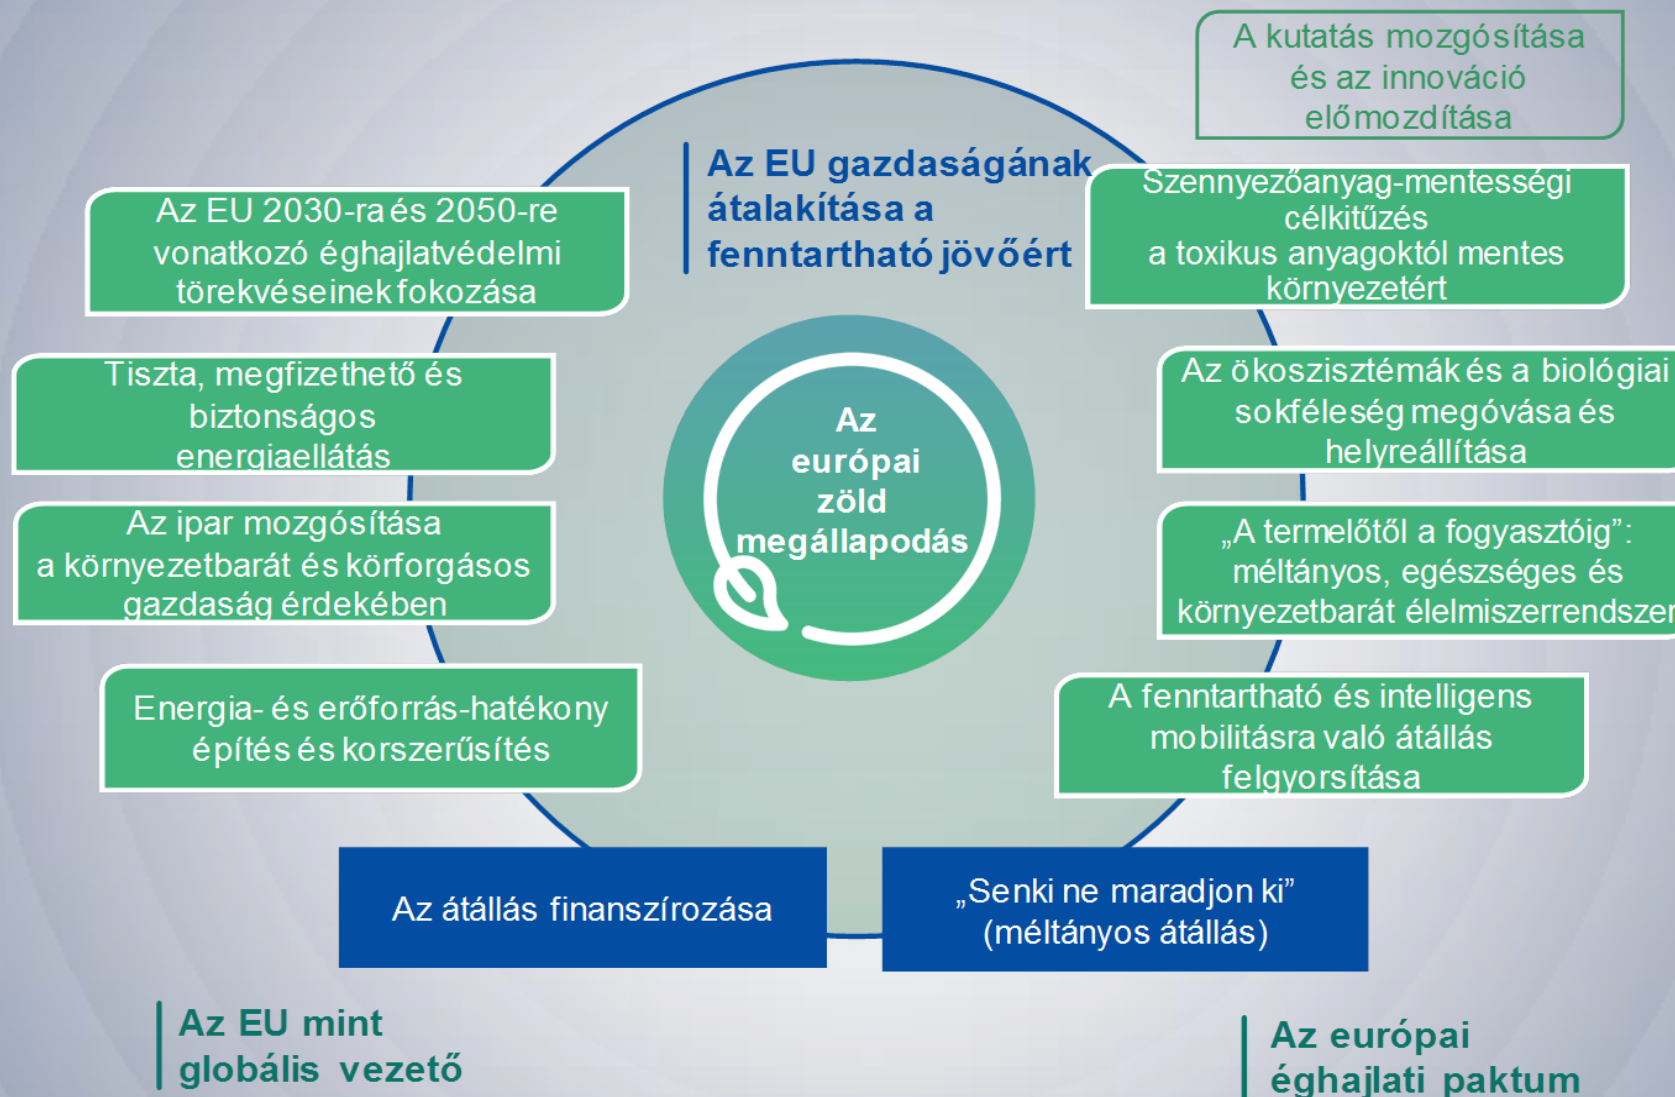 A kutatás mozgósítása
és az innováció
előmozdítása
Az EU gazdaságának
átalakítása a
fenntartható jövőért
Az EU 2030-ra és 2050-re
vonatkozó éghajlatvédelmi
törekvéseinek fokozása
Szennyezőanyag-mentességi
célkitűzés
a toxikus anyagoktól mentes
környezetért
Tiszta, megfizethető és
biztonságos
energiaellátás
Az ökoszisztémák és a biológiai
sokféleség megóvása és
helyreállítása
Az
európai
zöld
megállapodás
Az ipar mozgósítása
a környezetbarát és körforgásos
gazdaság érdekében
„A termelőtől a fogyasztóig”:
méltányos, egészséges és
környezetbarát élelmiszerrendszer
Energia- és erőforrás-hatékony
építés és korszerűsítés
A fenntartható és intelligens
mobilitásra való átállás
felgyorsítása
Az átállás finanszírozása
„Senki ne maradjon ki”
(méltányos átállás)
Az EU mint
globális vezető
Az európai
éghajlati paktum